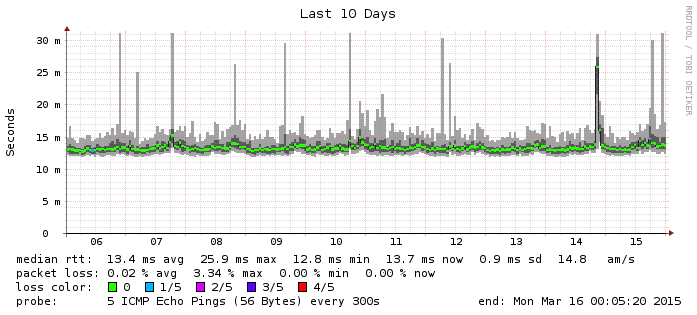 Last 10 Days
RRDTOOL / TOBI OETIKER
Seconds
30 m
25 m
20 m
15 m
10 m
5 m
0
06 07 08 09 10 11 12 13 14 15
median rtt: 13.4 ms avg 25.9 ms max 12.8 ms min 13.7 ms now 0.9 ms sd 14.8 am/s
packet loss: 0.02 % avg 3.34 % max 0.00 % min 0.00 % now
loss color: 0 1/5 2/5 3/5 4/5
probe: 5 ICMP Echo Pings (56 Bytes) every 300s end: Mon Mar 16 00:05:20 2015